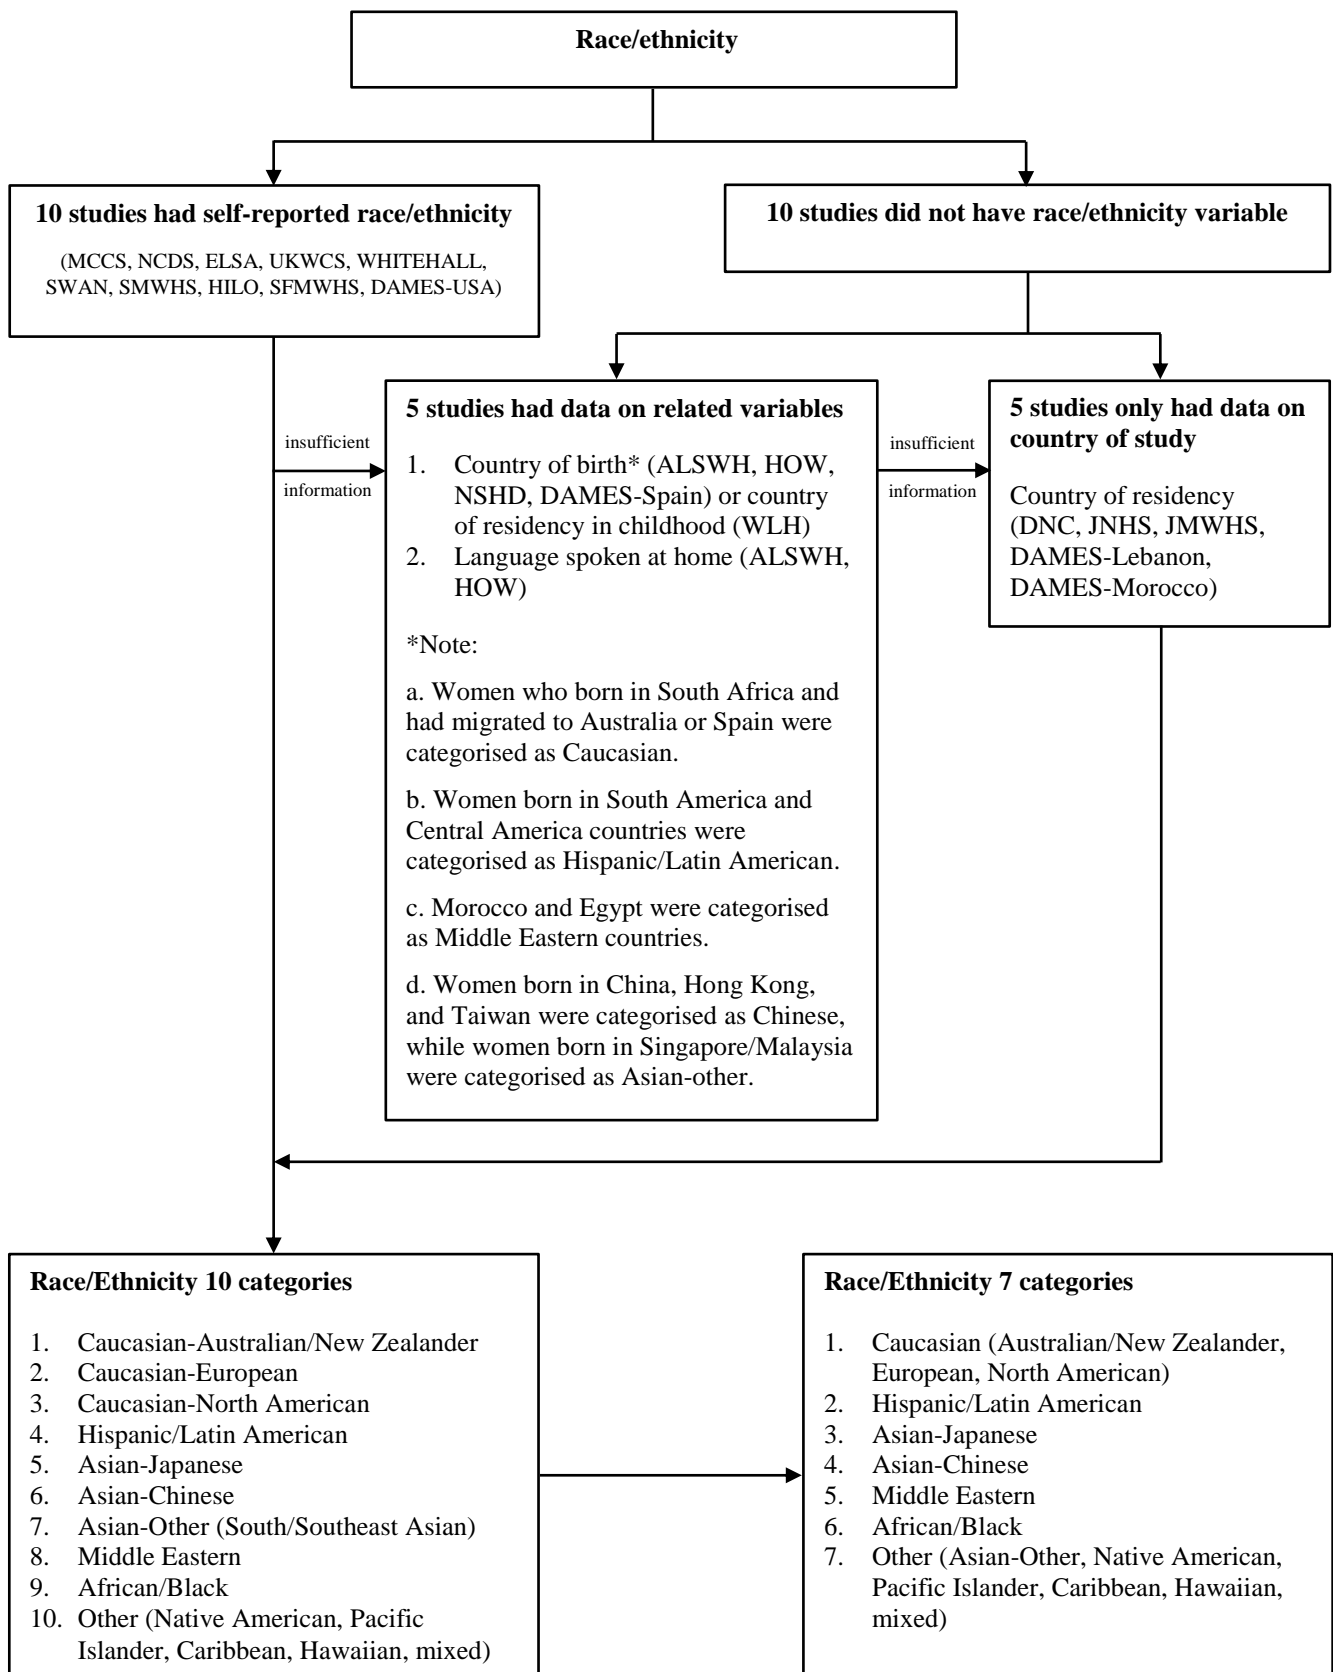 Race/ethnicity
10 studies had self-reported race/ethnicity
(MCCS, NCDS, ELSA, UKWCS, WHITEHALL,
SWAN, SMWHS, HILO, SFMWHS, DAMES-USA)
10 studies did not have race/ethnicity variable
insufficient
information
5 studies had data on related variables
1. Country of birth* (ALSWH, HOW,
NSHD, DAMES-Spain) or country
of residency in childhood (WLH)
2. Language spoken at home (ALSWH,
HOW)
*Note:
a. Women who born in South Africa and
had migrated to Australia or Spain were
categorised as Caucasian.
b. Women born in South America and
Central America countries were
categorised as Hispanic/Latin American.
c. Morocco and Egypt were categorised
as Middle Eastern countries.
d. Women born in China, Hong Kong,
and Taiwan were categorised as Chinese,
while women born in Singapore/Malaysia
were categorised as Asian-other.
insufficient
information
5 studies only had data on
country of study
Country of residency
(DNC, JNHS, JMWHS,
DAMES-Lebanon,
DAMES-Morocco)
Race/Ethnicity 10 categories
1. Caucasian-Australian/New Zealander
2. Caucasian-European
3. Caucasian-North American
4. Hispanic/Latin American
5. Asian-Japanese
6. Asian-Chinese
7. Asian-Other (South/Southeast Asian)
8. Middle Eastern
9. African/Black
10. Other (Native American, Pacific
Islander, Caribbean, Hawaiian, mixed)
Race/Ethnicity 7 categories
1. Caucasian (Australian/New Zealander,
European, North American)
2. Hispanic/Latin American
3. Asian-Japanese
4. Asian-Chinese
5. Middle Eastern
6. African/Black
7. Other (Asian-Other, Native American,
Pacific Islander, Caribbean, Hawaiian,
mixed)